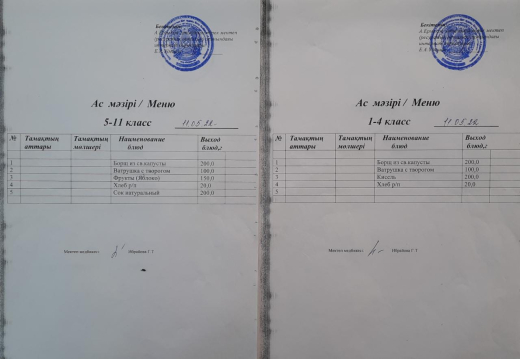 Ас мәзірі / Меню
5-11 класс 11.05.22.
№ Тамақтың аттары Тамақтың мөлшері Наименование блюд Выход блюд,г
1 Борщ из св.капусты 200,0
2 Ватрушка с творогом 100,0
3 Фрукты (Яблоко) 150,0
4 Хлеб р/п 20,0
5 Сок натуральный 200,0
Ас мәзірі / Меню
1-4 класс 11.05.22.
№ Тамақтың аттары Тамақтың мөлшері Наименование блюд Выход блюд,г
1 Борщ из св.капусты 200,0
2 Ватрушка с творогом 100,0
3 Кисель 200,0
4 Хлеб р/п 20,0